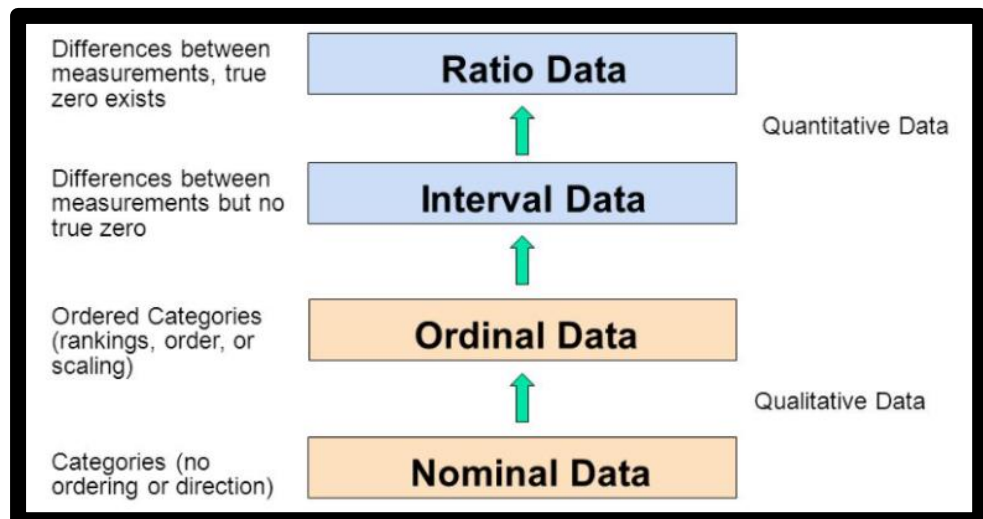 Differences between
measurements, true
zero exists
Ratio Data
Quantitative Data
Differences between
measurements but no
true zero
Interval Data
Ordered Categories
(rankings, order, or
scaling)
Ordinal Data
Qualitative Data
Categories (no
ordering or direction)
Nominal Data